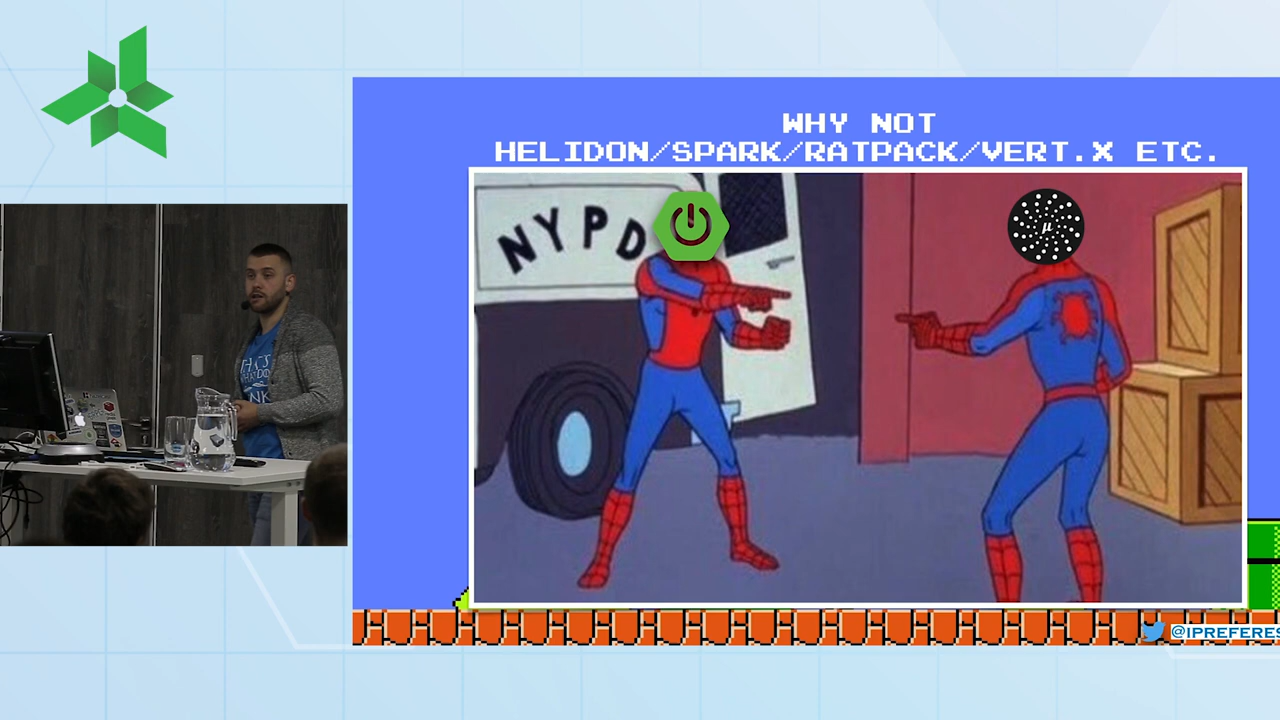 WHY NOT
HELIDON/SPARK/RATPACK/VERT.X ETC.
NYPD
μ
@IPREFERES